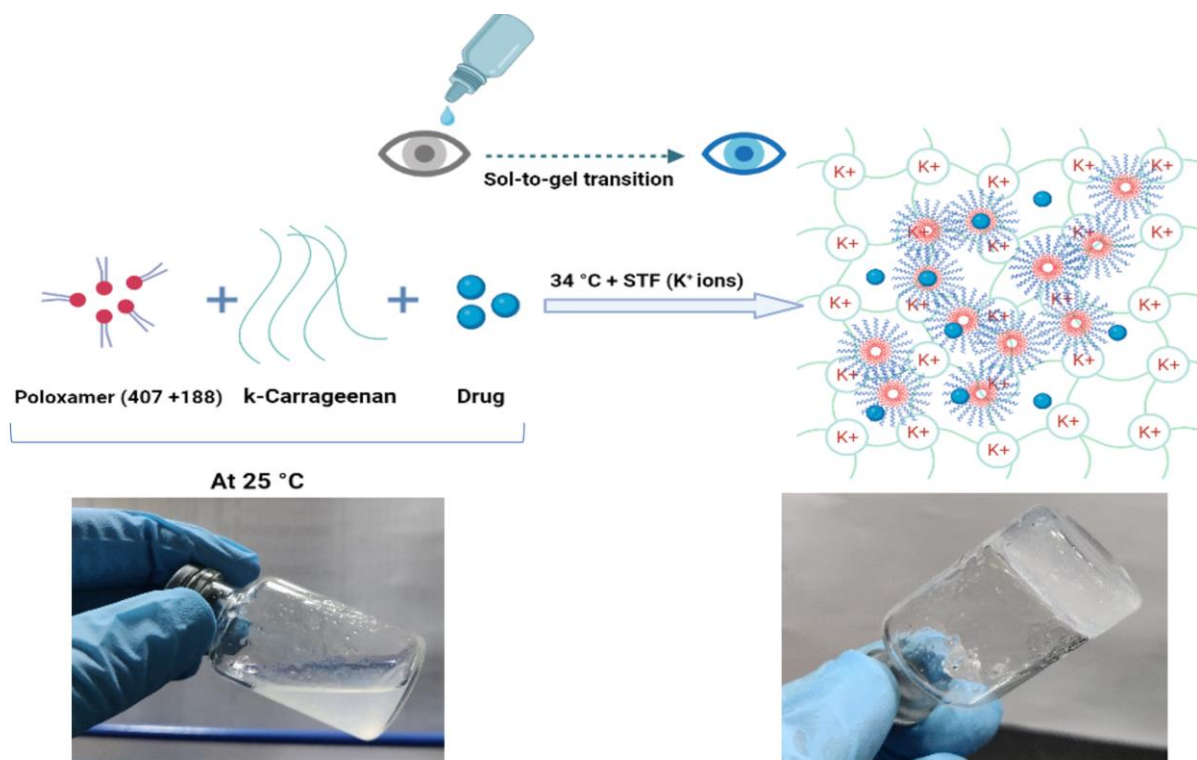 Sol-to-gel transition
K+ K+ K+ K+
K+ K+ K+ K+
34 °C + STF (K⁺ ions)
K+ K+ K+ K+
K+ K+ K+ K+
Poloxamer (407 +188) k-Carrageenan Drug
K+ K+ K+ K+ K+
At 25 °C